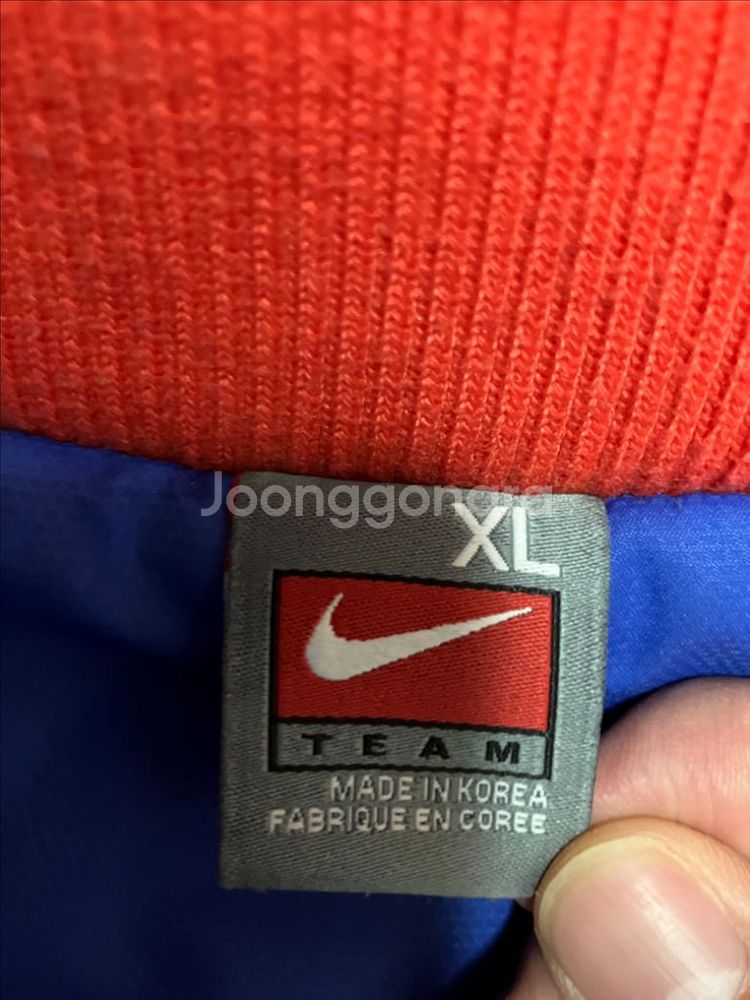 Joonggonara
XL
TEAM
MADE IN KOREA
FABRIQUE EN COREE